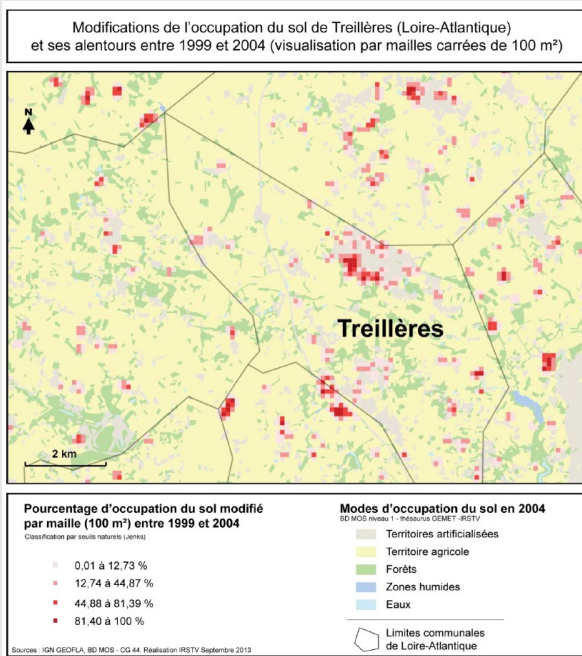 Modifications de l'occupation du sol de Treillères (Loire-Atlantique)
et ses alentours entre 1999 et 2004 (visualisation par mailles carrées de 100 m²)
N
Treillères
2 km
Pourcentage d'occupation du sol modifié
par maille (100 m²) entre 1999 et 2004
Classification par seuils naturels (Jenks)
0,01 à 12,73 %
12,74 à 44,87 %
44,88 à 81,39 %
81,40 à 100 %
Sources : IGN GEOFLA, BD MOS - CG 44. Réalisation IRSTV Septembre 2013
Modes d'occupation du sol en 2004
BD MOS niveau 1 - thésaurus GEMET -IRSTV
Territoires artificialisées
Territoire agricole
Forêts
Zones humides
Eaux
Limites communales
de Loire-Atlantique